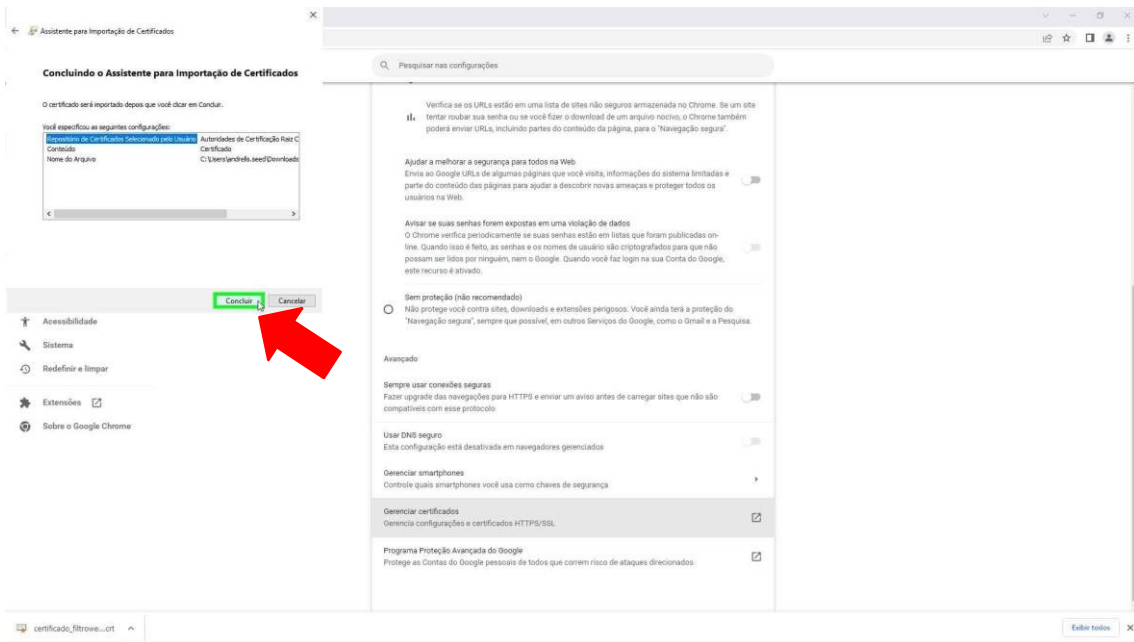 Assistente para Importação de Certificados
Concluindo o Assistente para Importação de Certificados
O certificado será importado depois que você clicar em Concluir.
Você especificou as seguintes configurações:
Repositório de Certificados Selecionado pelo Usuário Autoridades de Certificação Raiz C
Conteúdo Certificado
Nome do Arquivo C:\Users\andrelis.seed\Downloads
Concluir Cancelar
Acessibilidade
Sistema
Redefinir e limpar
Extensões
Sobre o Google Chrome
Pesquisar nas configurações
Verifica se os URLs estão em uma lista de sites não seguros armazenada no Chrome. Se um site
tentar roubar sua senha ou se você fizer o download de um arquivo nocivo, o Chrome também
poderá enviar URLs, incluindo partes do conteúdo da página, para o "Navegação segura".
Ajudar a melhorar a segurança para todos na Web
Envia ao Google URLs de algumas páginas que você visita, informações do sistema limitadas e
parte do conteúdo das páginas para ajudar a descobrir novas ameaças e proteger todos os
usuários na Web.
Avisar se suas senhas forem expostas em uma violação de dados
O Chrome verifica periodicamente se suas senhas estão em listas que foram publicadas on-
line. Quando isso é feito, as senhas e os nomes de usuário são criptografados para que não
possam ser lidos por ninguém, nem o Google. Quando você faz login na sua Conta do Google,
este recurso é ativado.
Sem proteção (não recomendado)
Não protege você contra sites, downloads e extensões perigosos. Você ainda terá a proteção do
"Navegação segura", sempre que possível, em outros Serviços do Google, como o Gmail e a Pesquisa.
Avançado
Sempre usar conexões seguras
Fazer upgrade das navegações para HTTPS e enviar um aviso antes de carregar sites que não são
compatíveis com esse protocolo
Usar DNS seguro
Esta configuração está desativada em navegadores gerenciados
Gerenciar smartphones
Controle quais smartphones você usa como chaves de segurança
Gerenciar certificados
Gerencia configurações e certificados HTTPS/SSL
Programa Proteção Avançada do Google
Protege as Contas do Google pessoais de todos que correm risco de ataques direcionados
certificado_filtrowe....crt
Exibir todos